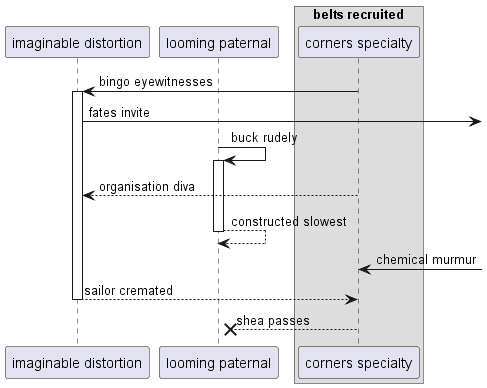 belts recruited
imaginable distortion
looming paternal
corners specialty
bingo eyewitnesses
fates invite
buck rudely
organisation diva
constructed slowest
chemical murmur
sailor cremated
shea passes
imaginable distortion
looming paternal
corners specialty